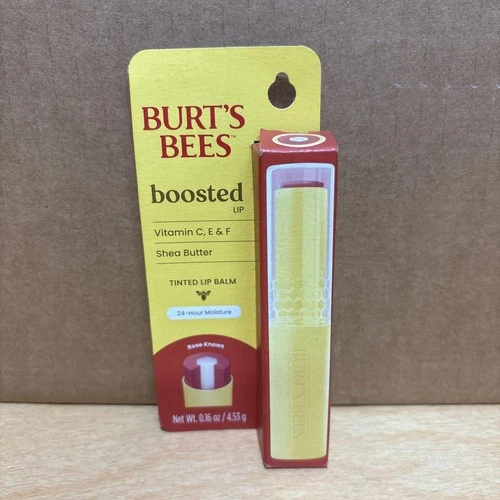 BURT'S
BEES™
boosted
LIP
Vitamin C, E & F
Shea Butter
TINTED LIP BALM
24-Hour Moisture
Rose Knows
Net Wt. 0.16 oz / 4.53 g
BURT'S BEES